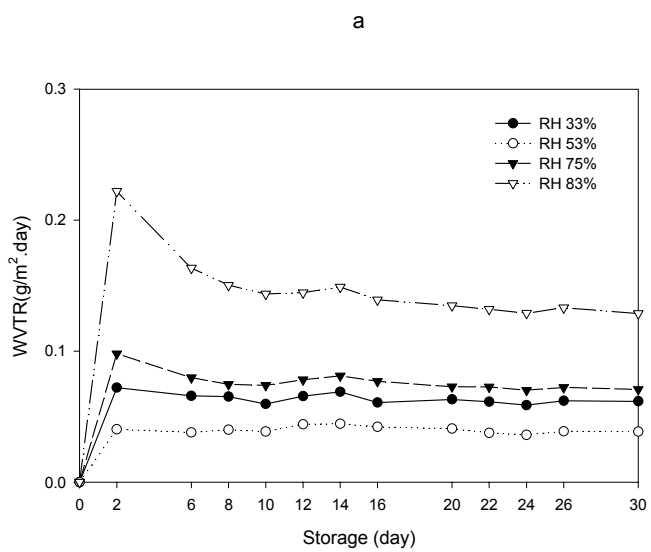 a
0.3
0.2
0.1
0.0
WVTR(g/m².day)
RH 33%
RH 53%
RH 75%
RH 83%
0 2 6 8 10 12 14 16 20 22 24 26 30
Storage (day)